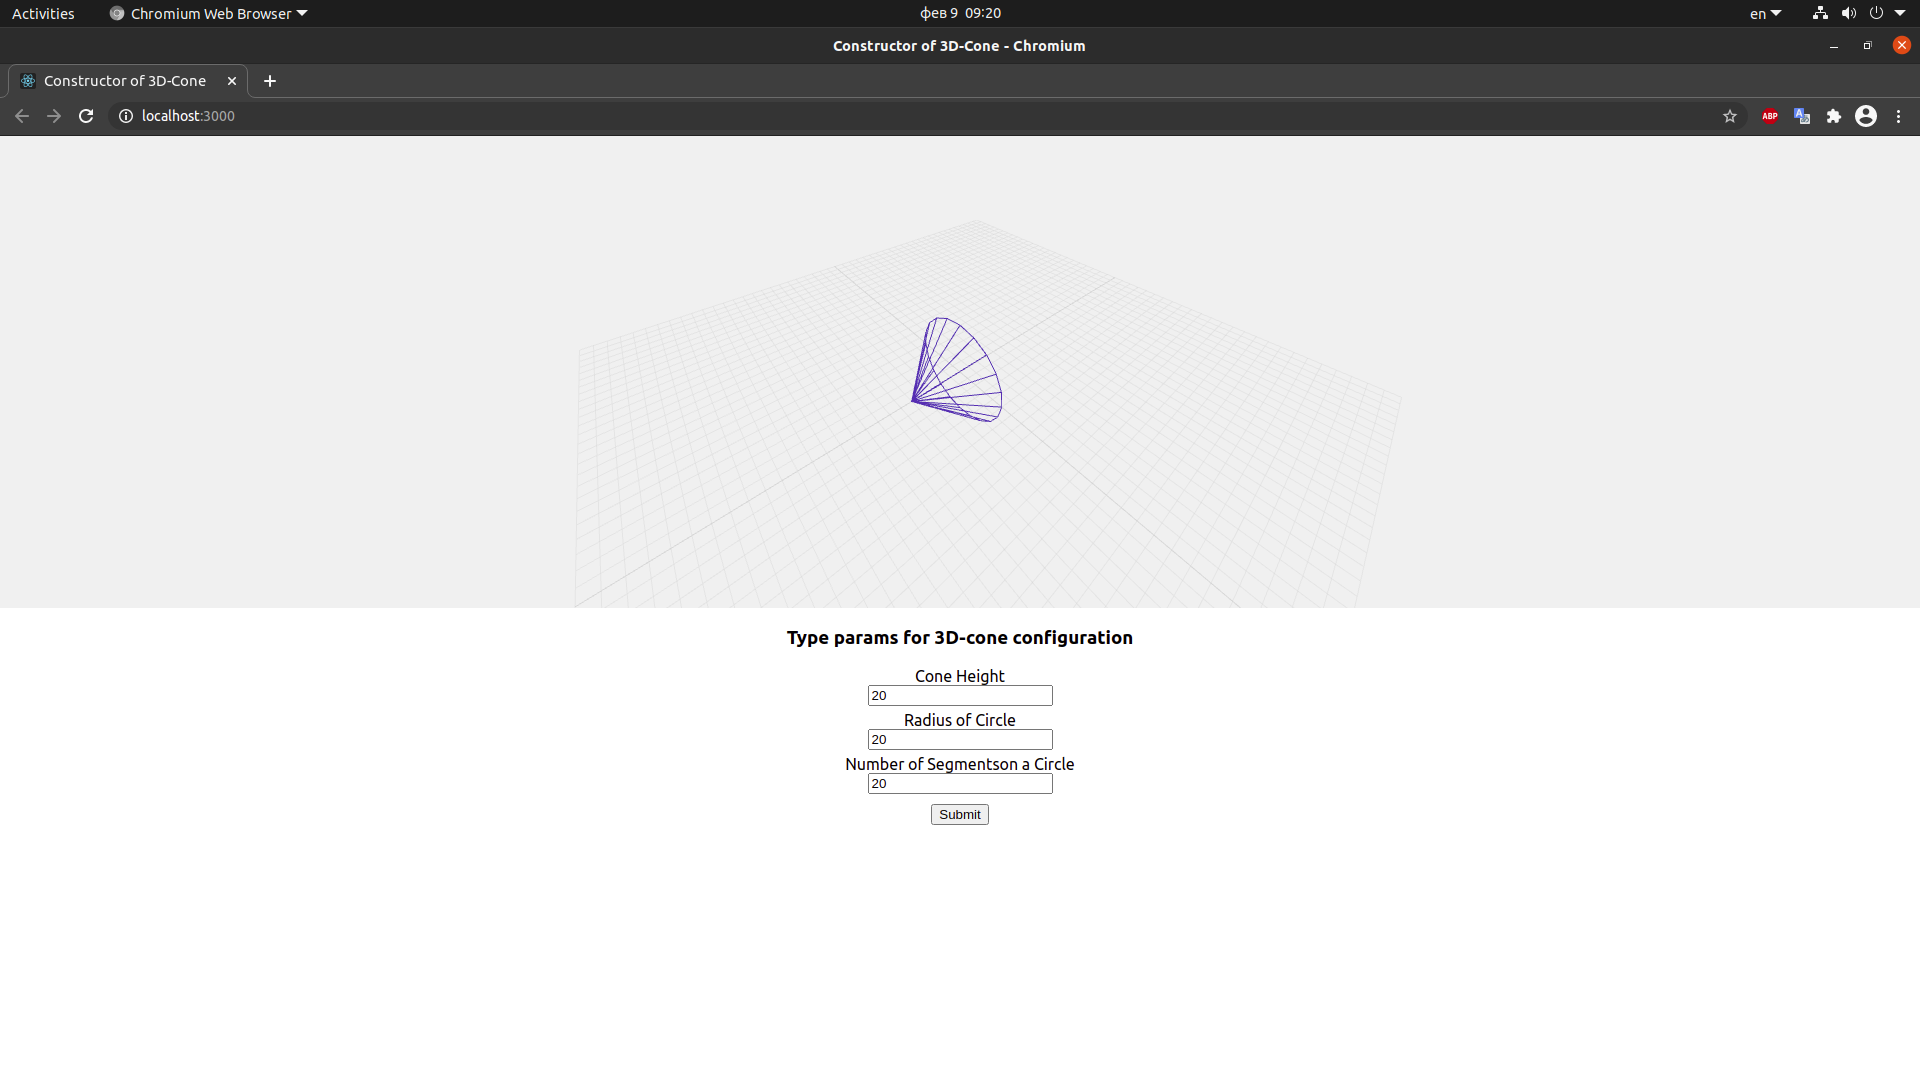 Activities
Chromium Web Browser
фев 9 09:20
en
Constructor of 3D-Cone - Chromium
Constructor of 3D-Cone
localhost:3000
ABP
Type params for 3D-cone configuration
Cone Height
20
Radius of Circle
20
Number of Segmentson a Circle
20
Submit